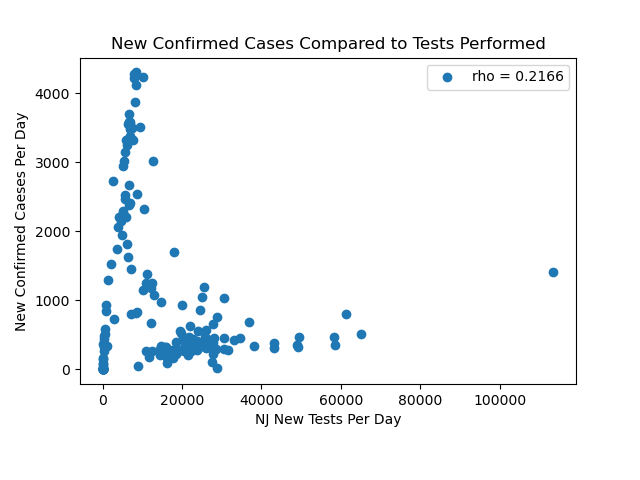 New Confirmed Cases Compared to Tests Performed
rho = 0.2166
New Confirmed Caeses Per Day
4000
3000
2000
1000
0
0 20000 40000 60000 80000 100000
NJ New Tests Per Day